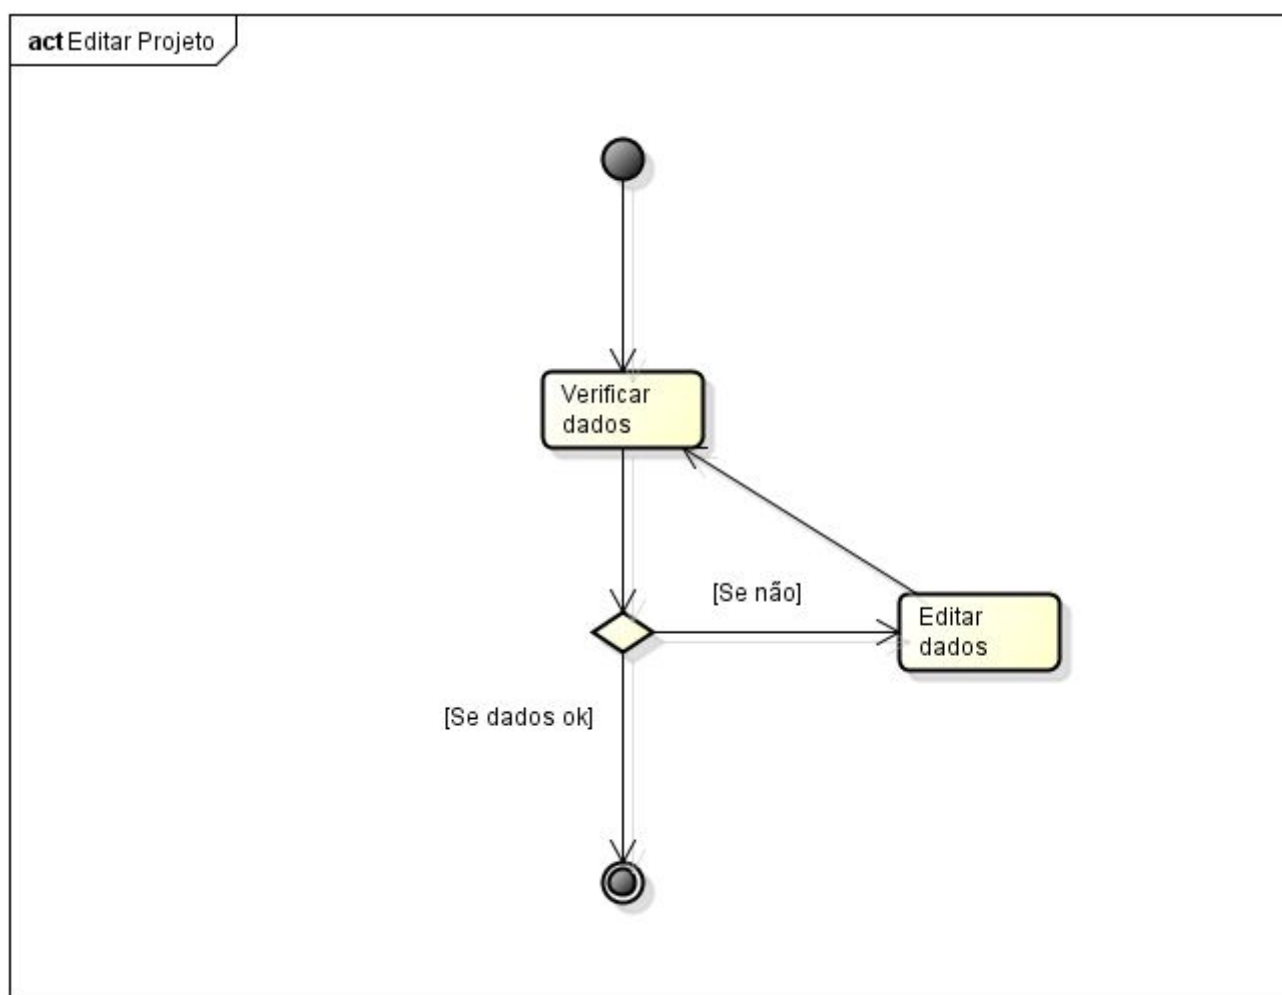 act Editar Projeto
Verificar
dados
[Se não]
Editar
dados
[Se dados ok]